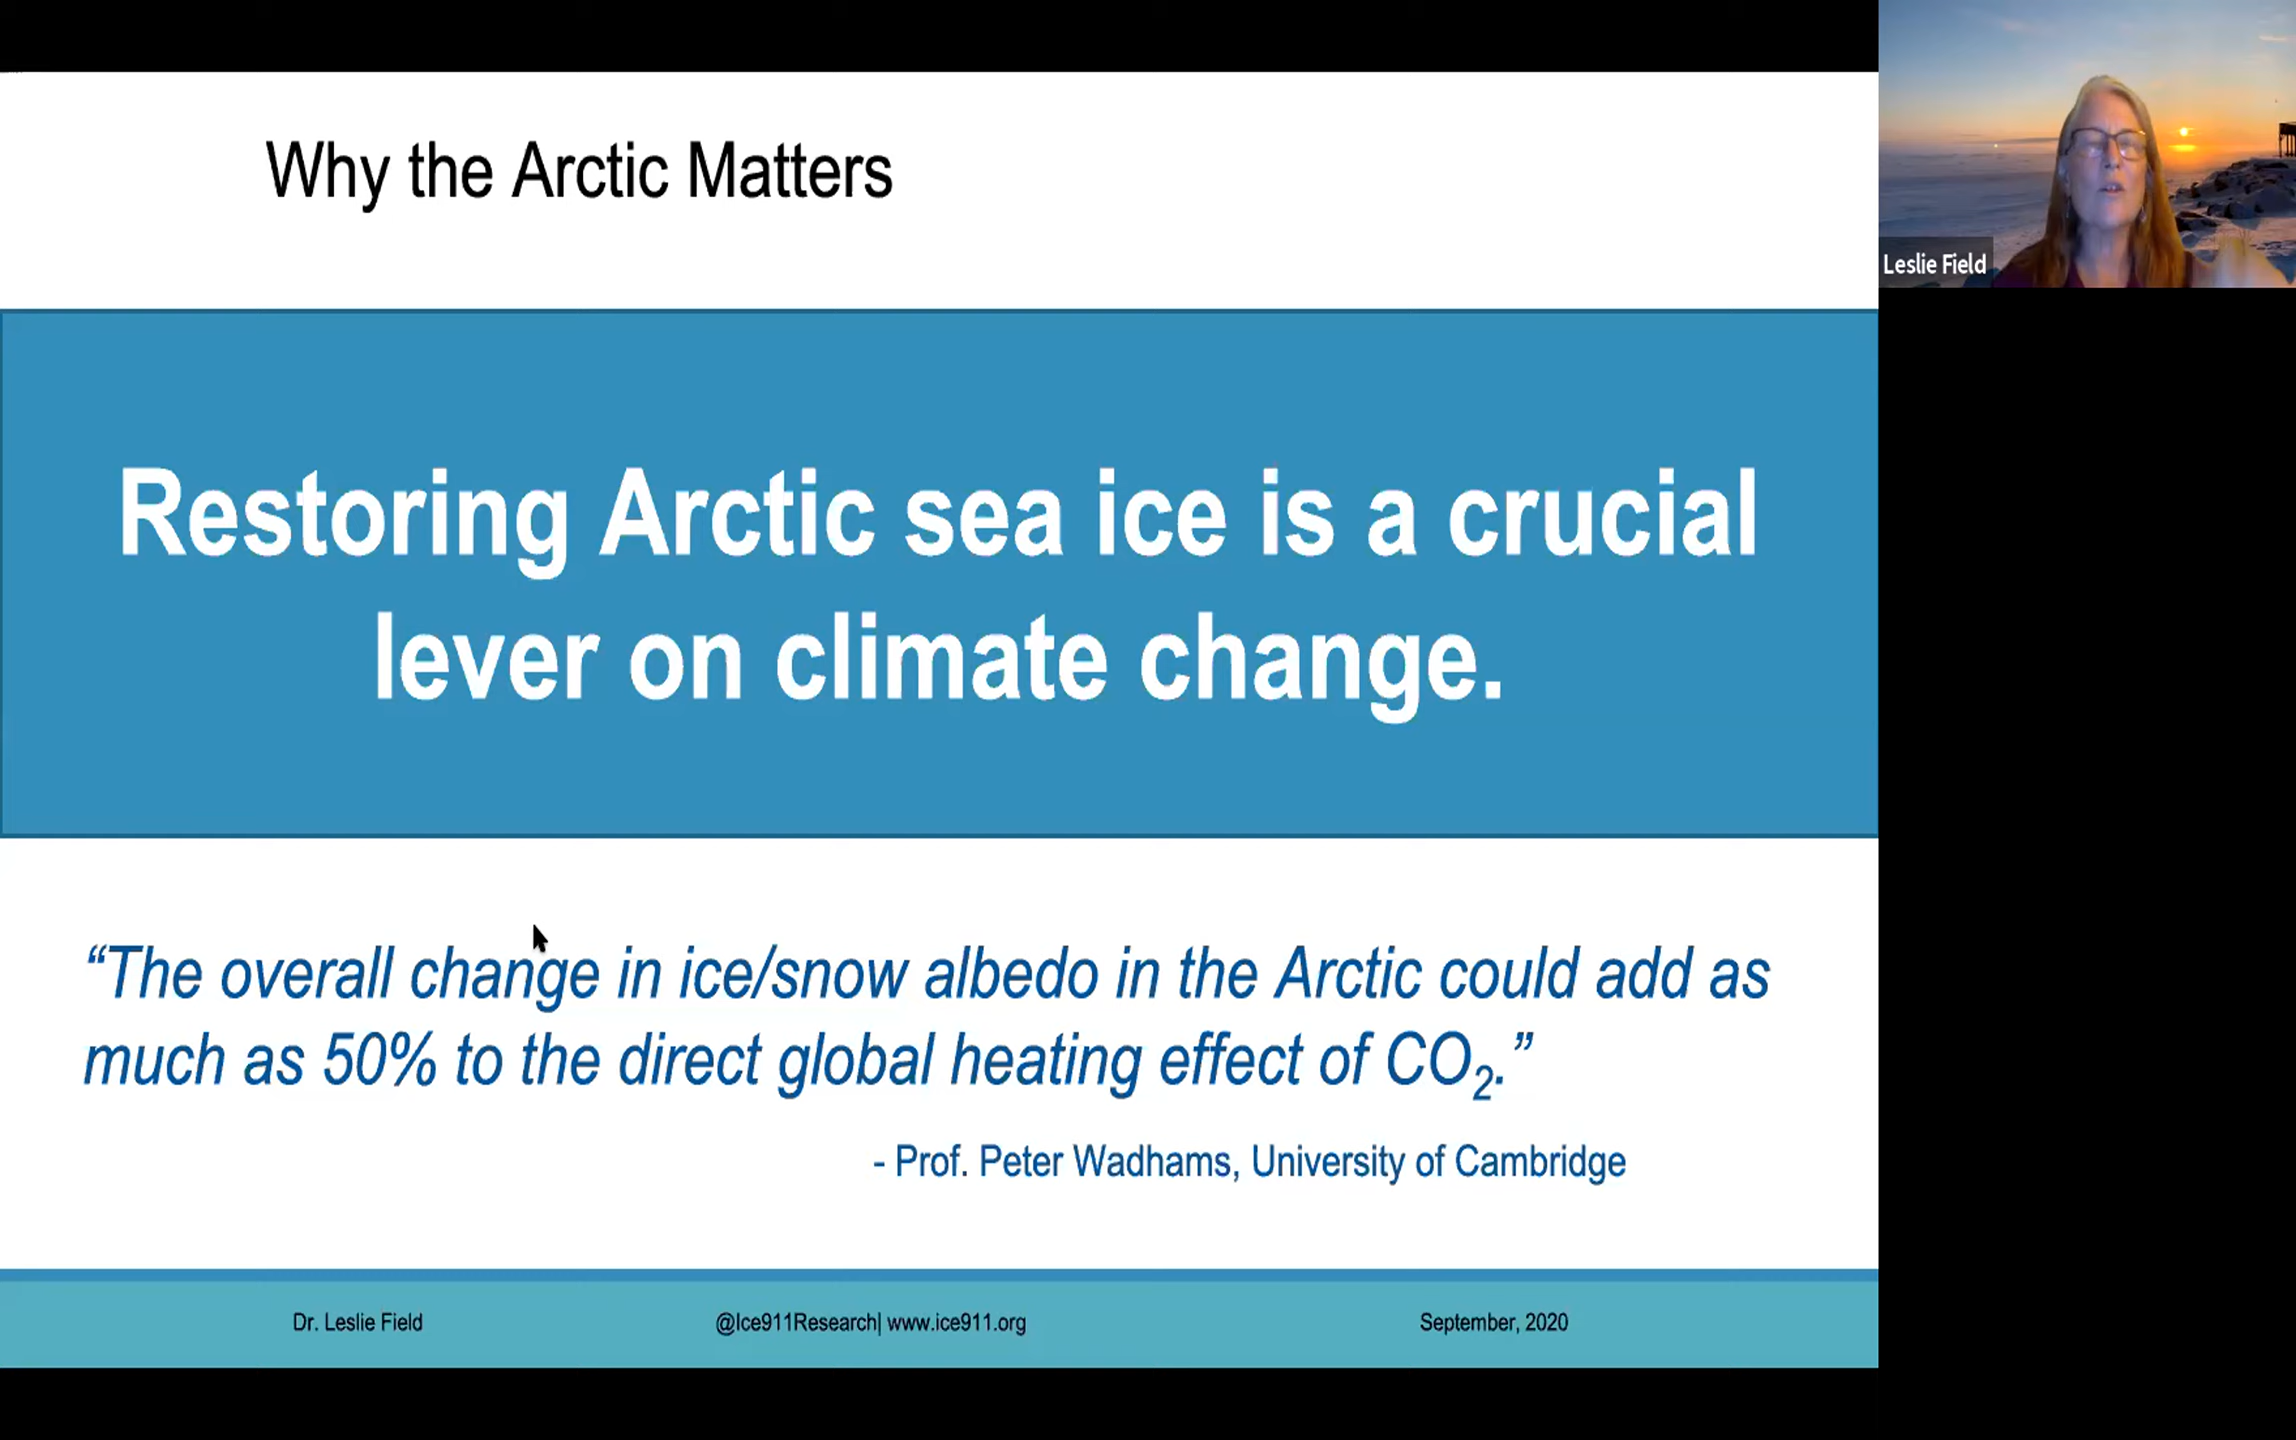 Why the Arctic Matters
Leslie Field
Restoring Arctic sea ice is a crucial
lever on climate change.
“The overall change in ice/snow albedo in the Arctic could add as
much as 50% to the direct global heating effect of CO₂.”
- Prof. Peter Wadhams, University of Cambridge
Dr. Leslie Field
@Ice911Research| www.ice911.org
September, 2020